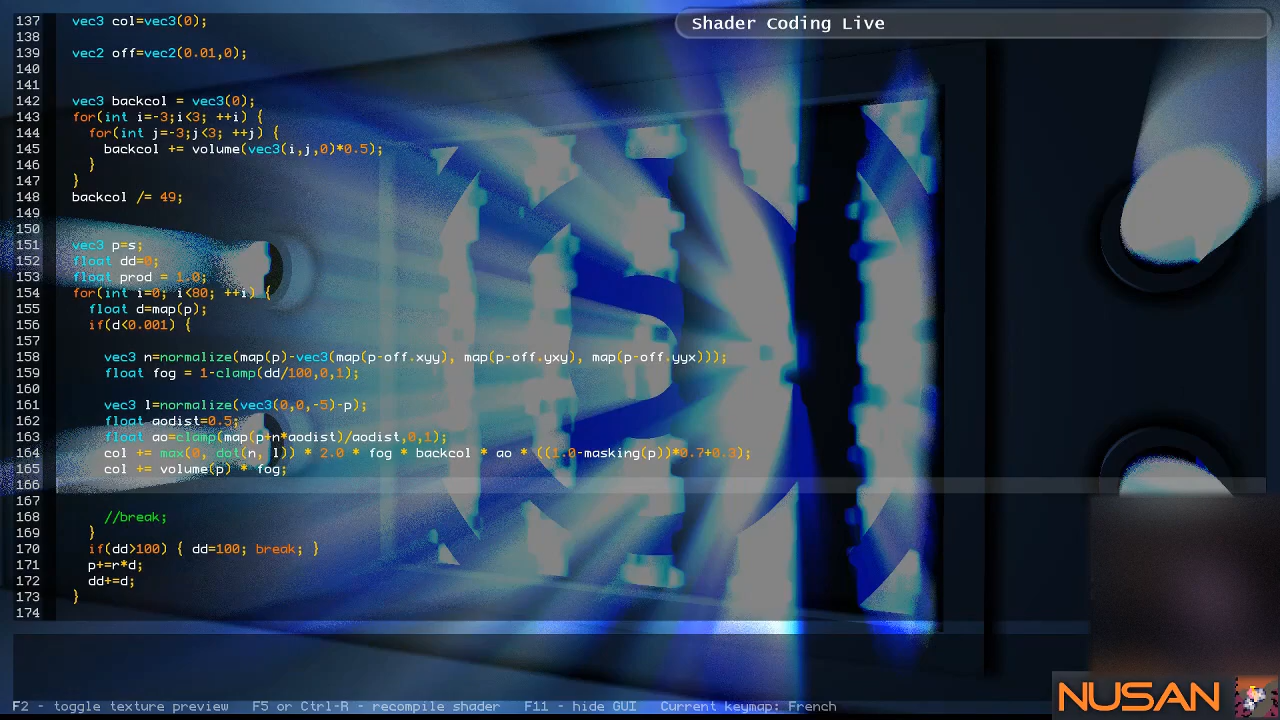 Shader Coding Live
137 vec3 col=vec3(0);
138
139 vec2 off=vec2(0.01,0);
140
141
142 vec3 backcol = vec3(0);
143 for(int i=-3;i<3; ++i) {
144 for(int j=-3;j<3; ++j) {
145 backcol += volume(vec3(i,j,0)*0.5);
146 }
147 }
148 backcol /= 49;
149
150
151 vec3 p=s;
152 float dd=0;
153 float prod = 1.0;
154 for(int i=0; i<80; ++i) {
155 float d=map(p);
156 if(d<0.001) {
157
158 vec3 n=normalize(map(p)-vec3(map(p-off.xyy), map(p-off.yxy), map(p-off.yyx)));
159 float fog = 1-clamp(dd/100,0,1);
160
161 vec3 l=normalize(vec3(0,0,-5)-p);
162 float aodist=0.5;
163 float ao=clamp(map(p+n*aodist)/aodist,0,1);
164 col += max(0, dot(n, l)) * 2.0 * fog * backcol * ao * ((1.0-masking(p))*0.7+0.3);
165 col += volume(p) * fog;
166
167
168 //break;
169 }
170 if(dd>100) { dd=100; break; }
171 p+=r*d;
172 dd+=d;
173 }
174
F2 - toggle texture preview F5 or Ctrl-R - recompile shader F11 - hide GUI Current keymap: French
NUSAN